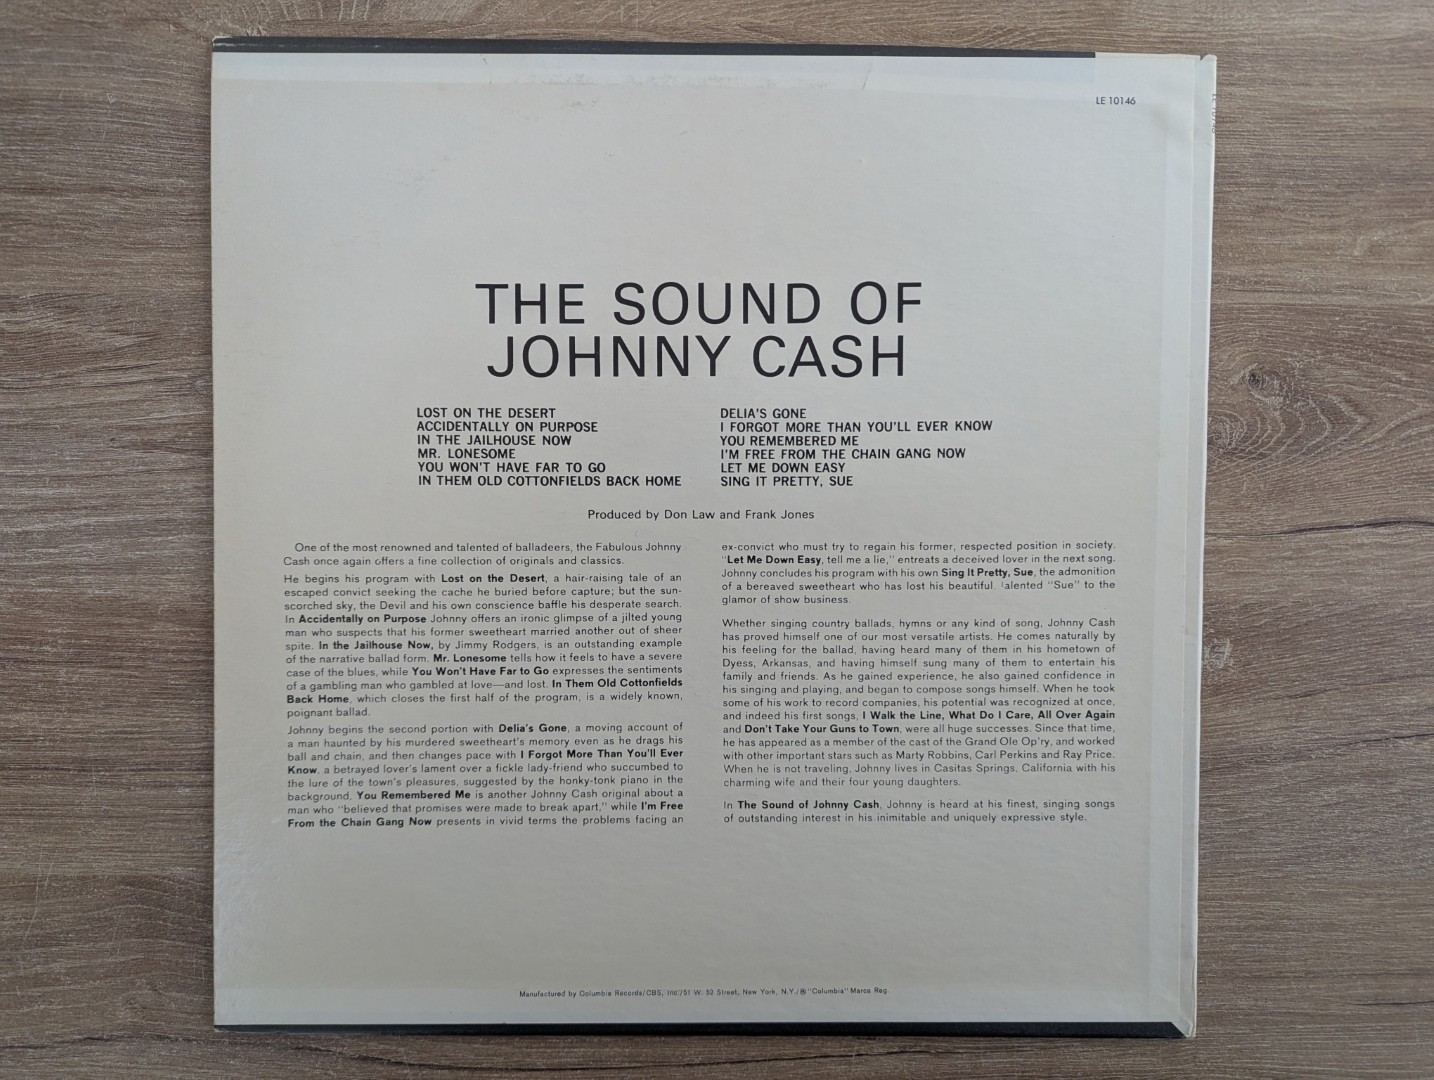 LE 10146
THE SOUND OF
JOHNNY CASH
LOST ON THE DESERT
ACCIDENTALLY ON PURPOSE
IN THE JAILHOUSE NOW
MR. LONESOME
YOU WON'T HAVE FAR TO GO
IN THEM OLD COTTONFIELDS BACK HOME
DELIA'S GONE
I FORGOT MORE THAN YOU'LL EVER KNOW
YOU REMEMBERED ME
I'M FREE FROM THE CHAIN GANG NOW
LET ME DOWN EASY
SING IT PRETTY, SUE
Produced by Don Law and Frank Jones
One of the most renowned and talented of balladeers, the Fabulous Johnny
Cash once again offers a fine collection of originals and classics.
He begins his program with Lost on the Desert, a hair-raising tale of an
escaped convict seeking the cache he buried before capture; but the sun-
scorched sky, the Devil and his own conscience baffle his desperate search.
In Accidentally on Purpose Johnny offers an ironic glimpse of a jilted young
man who suspects that his former sweetheart married another out of sheer
spite. In the Jailhouse Now, by Jimmy Rodgers, is an outstanding example
of the narrative ballad form. Mr. Lonesome tells how it feels to have a severe
case of the blues, while You Won't Have Far to Go expresses the sentiments
of a gambling man who gambled at love—and lost. In Them Old Cottonfields
Back Home, which closes the first half of the program, is a widely known,
poignant ballad.
Johnny begins the second portion with Delia's Gone, a moving account of
a man haunted by his murdered sweetheart's memory even as he drags his
ball and chain, and then changes pace with I Forgot More Than You'll Ever
Know, a betrayed lover's lament over a fickle lady-friend who succumbed to
the lure of the town's pleasures, suggested by the honky-tonk piano in the
background. You Remembered Me is another Johnny Cash original about a
man who "believed that promises were made to break apart," while I'm Free
From the Chain Gang Now presents in vivid terms the problems facing an
ex-convict who must try to regain his former, respected position in society.
"Let Me Down Easy, tell me a lie," entreats a deceived lover in the next song.
Johnny concludes his program with his own Sing It Pretty, Sue, the admonition
of a bereaved sweetheart who has lost his beautiful talented "Sue" to the
glamor of show business.
Whether singing country ballads, hymns or any kind of song, Johnny Cash
has proved himself one of our most versatile artists. He comes naturally by
his feeling for the ballad, having heard many of them in his hometown of
Dyess, Arkansas, and having himself sung many of them to entertain his
family and friends. As he gained experience, he also gained confidence in
his singing and playing, and began to compose songs himself. When he took
some of his work to record companies, his potential was recognized at once,
and indeed his first songs, I Walk the Line, What Do I Care, All Over Again
and Don't Take Your Guns to Town, were all huge successes. Since that time,
he has appeared as a member of the cast of the Grand Ole Op'ry, and worked
with other important stars such as Marty Robbins, Carl Perkins and Ray Price.
When he is not traveling, Johnny lives in Casitas Springs, California with his
charming wife and their four young daughters.
In The Sound of Johnny Cash, Johnny is heard at his finest, singing songs
of outstanding interest in his inimitable and uniquely expressive style.
Manufactured by Columbia Records/CBS, Inc./51 W. 52 Street, New York, N.Y./® "Columbia" Marca Reg.